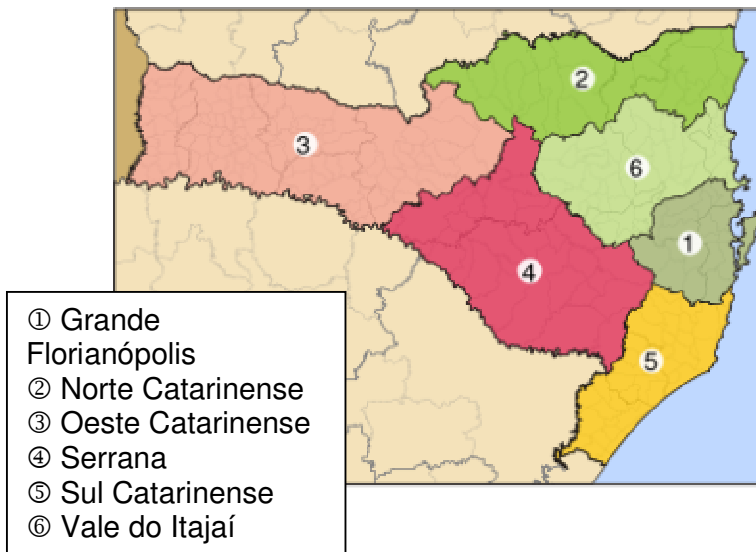 2
3
6
1
4
5
① Grande
Florianópolis
② Norte Catarinense
③ Oeste Catarinense
④ Serrana
⑤ Sul Catarinense
⑥ Vale do Itajaí